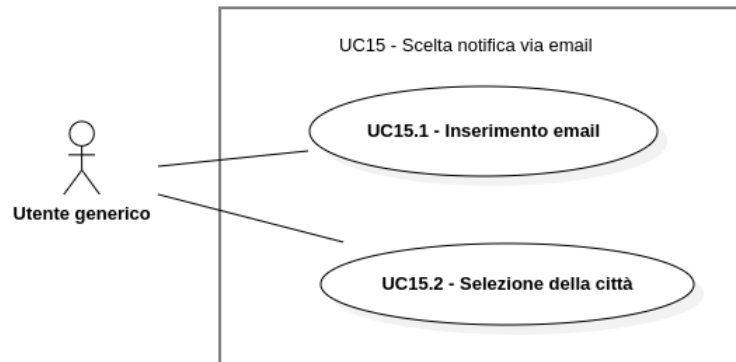 UC15 - Scelta notifica via email
UC15.1 - Inserimento email
Utente generico
UC15.2 - Selezione della città